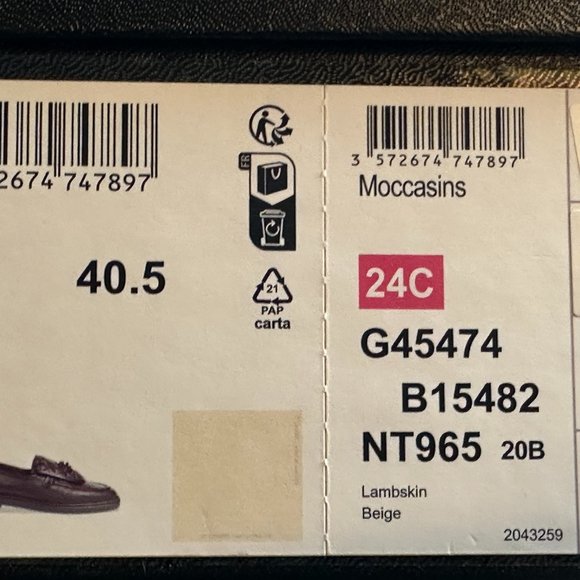 2674 747897
FR
40.5
21
PAP
carta
3 572674 747897
Moccasins
24C
G45474
B15482
NT965 20B
Lambskin
Beige
2043259